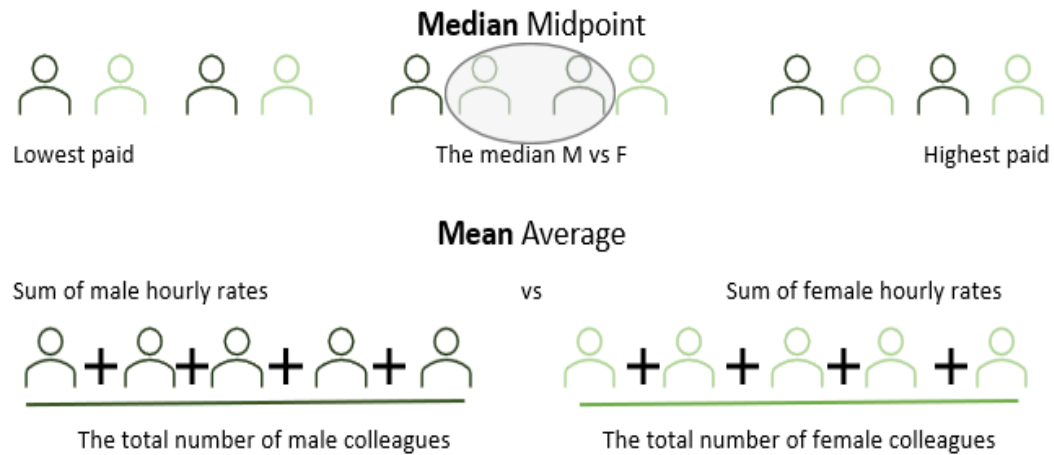 Median Midpoint
Lowest paid
The median M vs F
Highest paid
Mean Average
Sum of male hourly rates
vs
Sum of female hourly rates
+ + + +
+ + + +
The total number of male colleagues
The total number of female colleagues